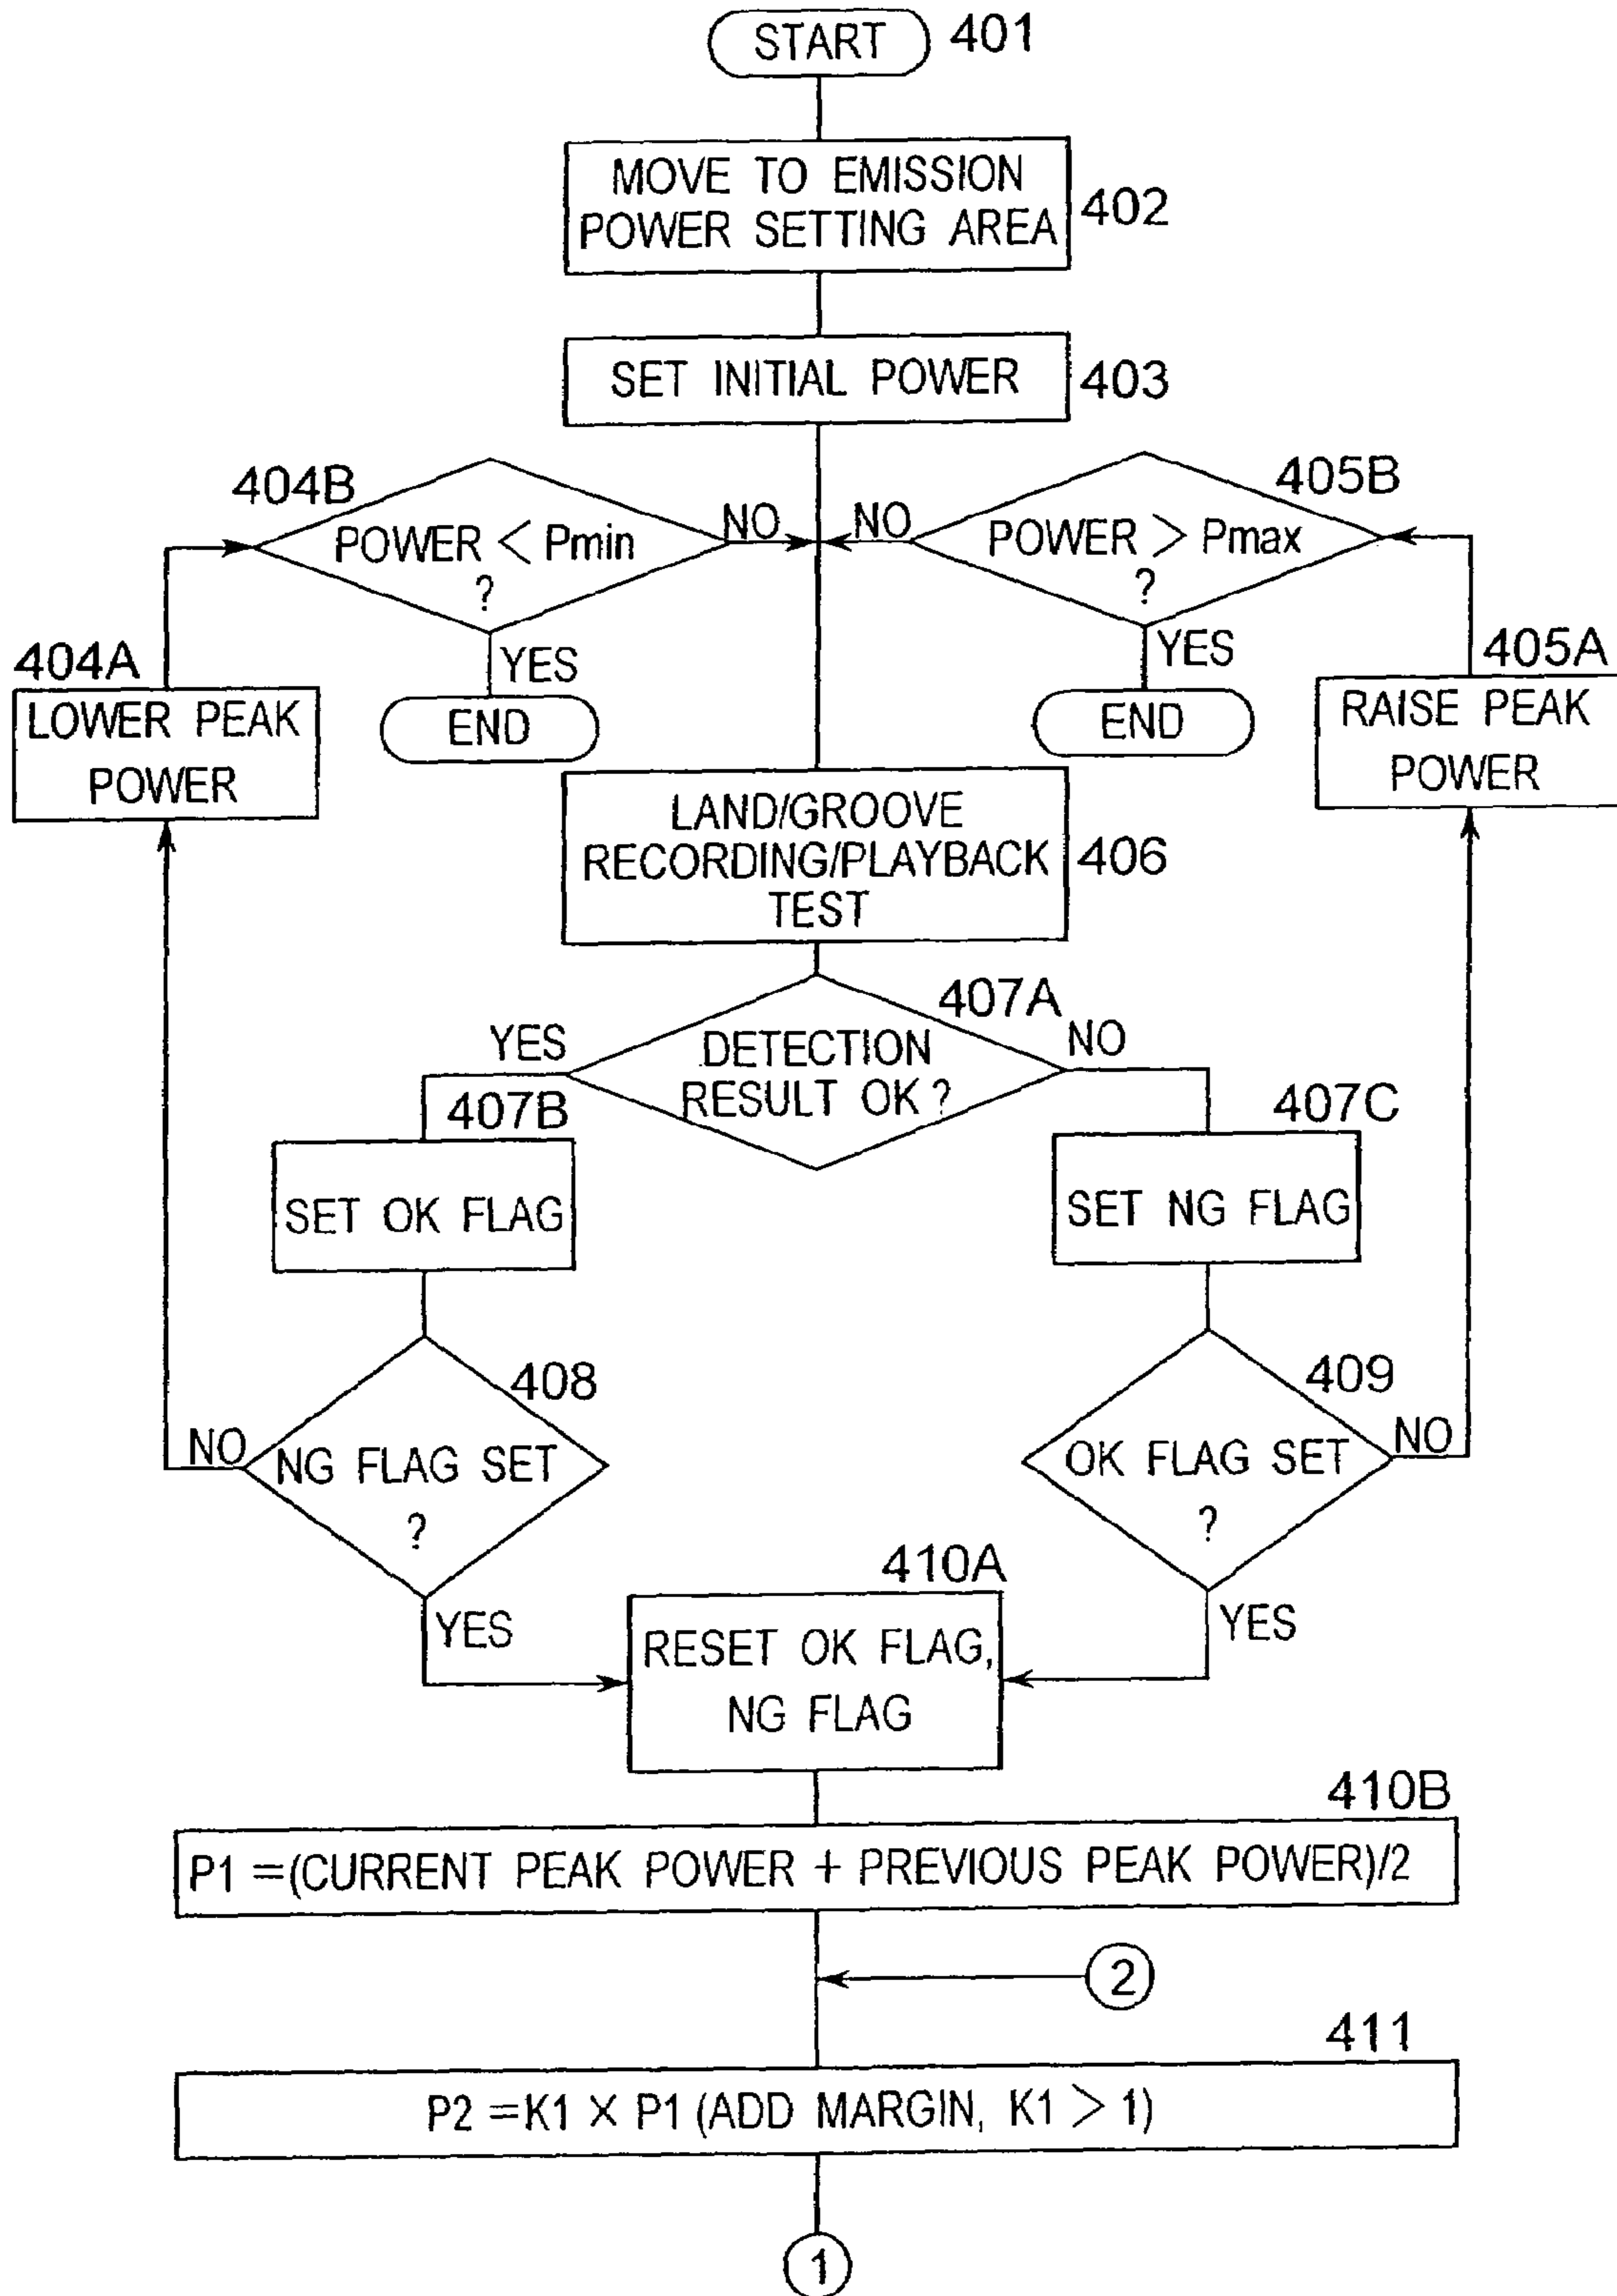 START 401
MOVE TO EMISSION
POWER SETTING AREA
402
SET INITIAL POWER 403
404B
POWER < Pmin
?
NO
YES
END
405B
POWER > Pmax
?
NO
YES
END
404A
LOWER PEAK
POWER
405A
RAISE PEAK
POWER
LAND/GROOVE
RECORDING/PLAYBACK
TEST
406
407A
DETECTION
RESULT OK ?
YES
NO
407B
SET OK FLAG
407C
SET NG FLAG
408
NG FLAG SET
?
NO
YES
409
OK FLAG SET
?
NO
YES
410A
RESET OK FLAG,
NG FLAG
410B
P1 =(CURRENT PEAK POWER + PREVIOUS PEAK POWER)/2
2
411
P2 =K1 X P1 (ADD MARGIN, K1 > 1)
1